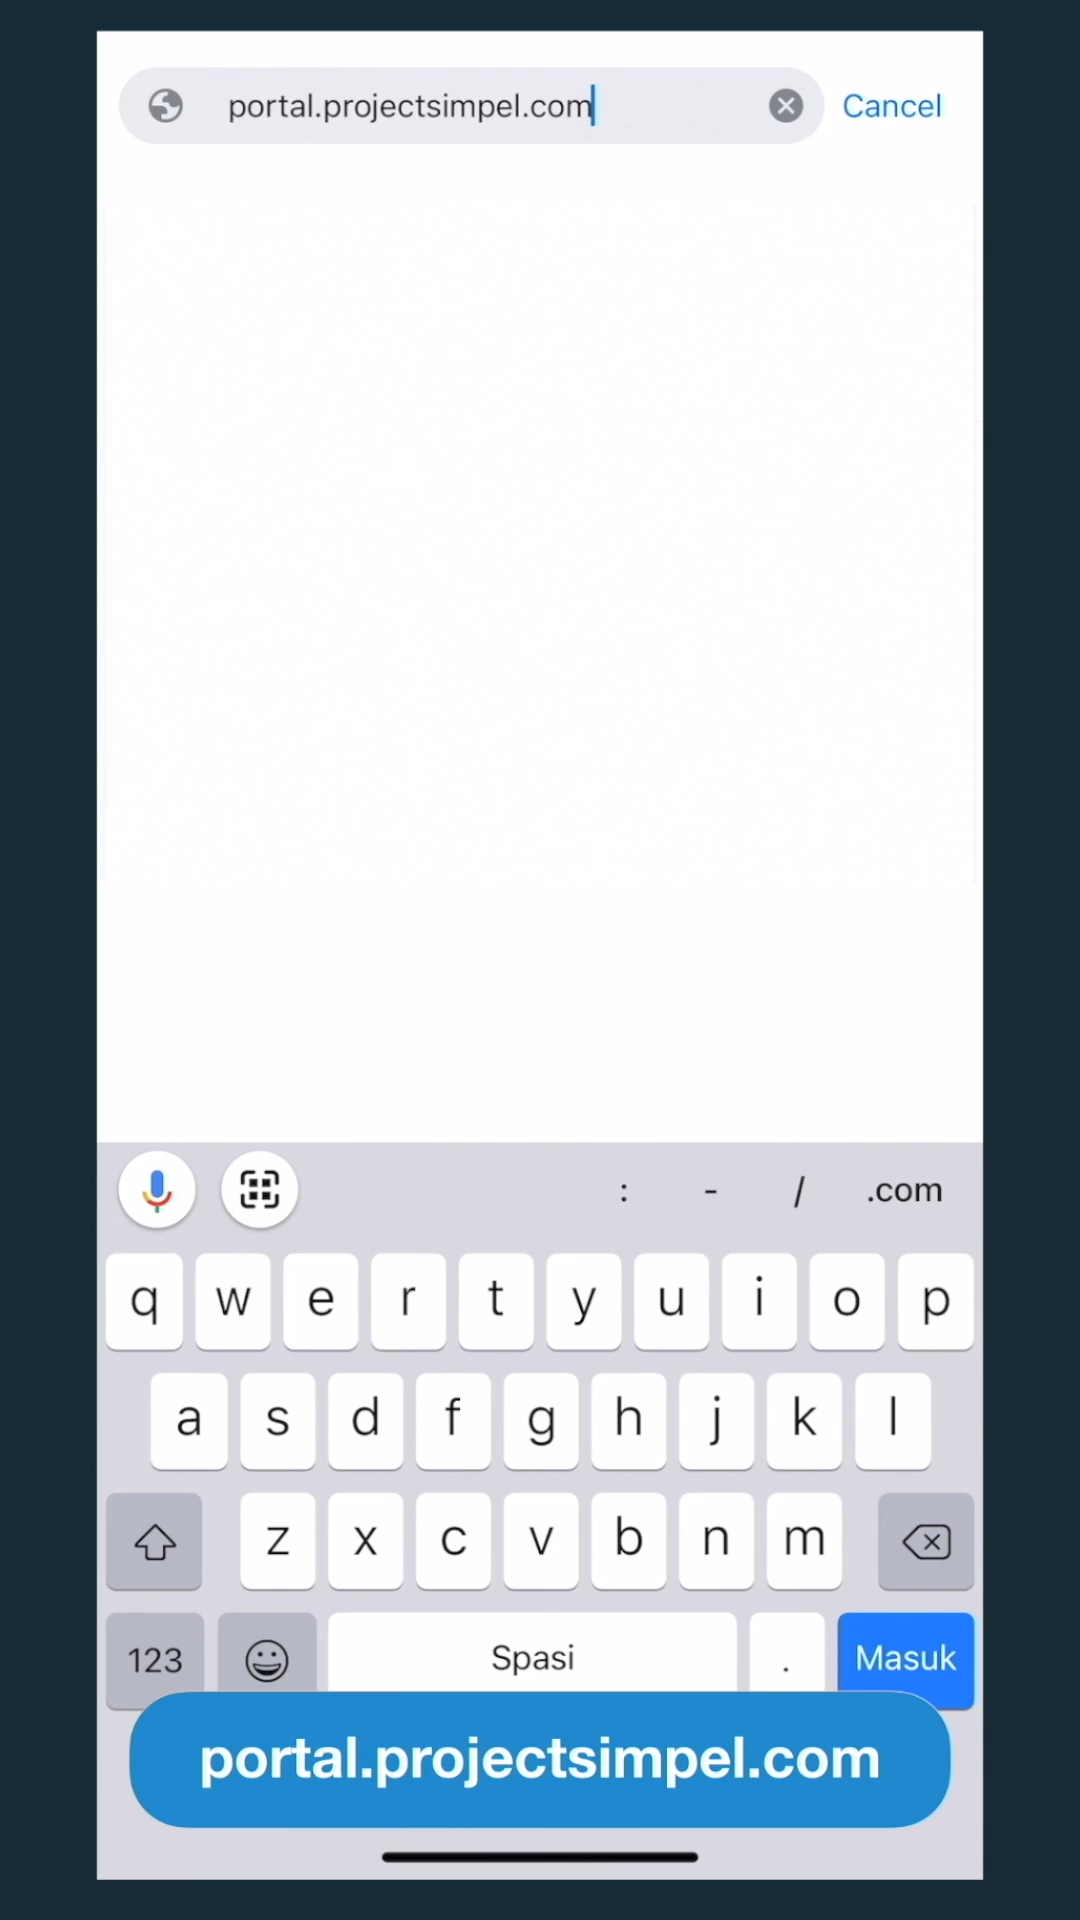 portal.projectsimpel.com Cancel
: - / .com
q w e r t y u i o p
a s d f g h j k l
z x c v b n m
123 Spasi . Masuk
portal.projectsimpel.com